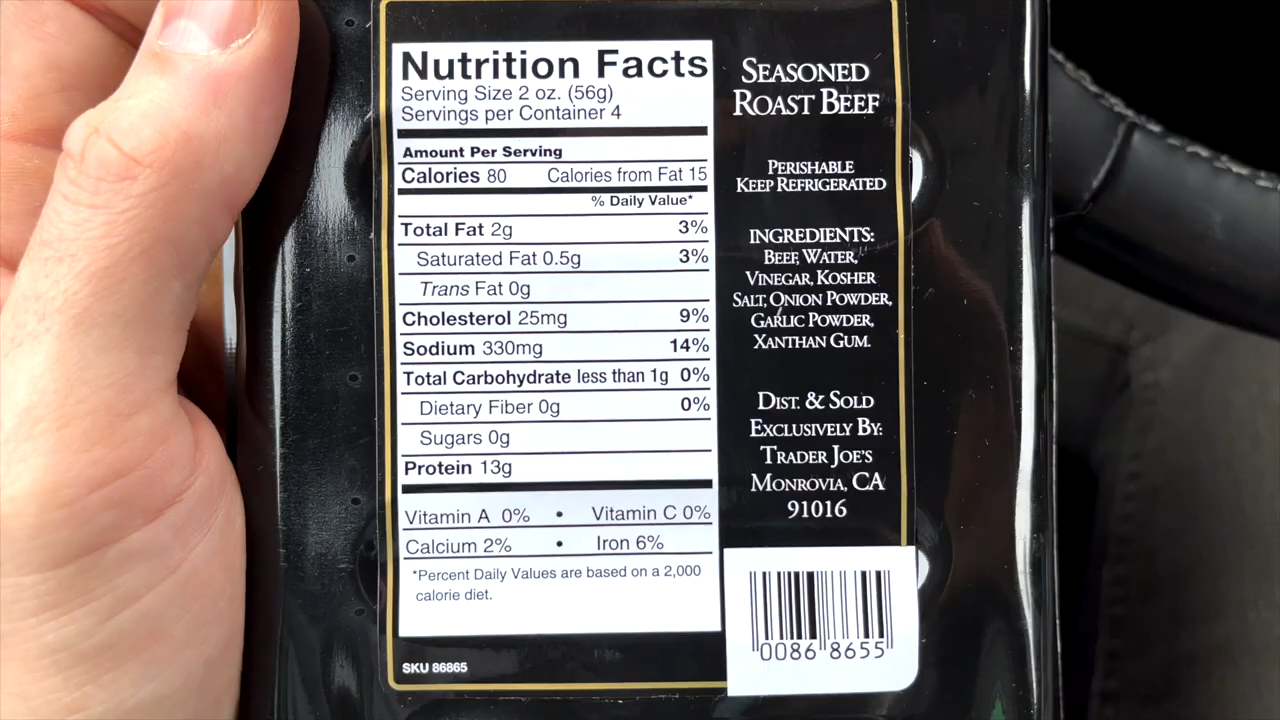 Nutrition Facts
Serving Size 2 oz. (56g)
Servings per Container 4
Amount Per Serving
Calories 80 Calories from Fat 15
% Daily Value*
Total Fat 2g 3%
Saturated Fat 0.5g 3%
Trans Fat 0g
Cholesterol 25mg 9%
Sodium 330mg 14%
Total Carbohydrate less than 1g 0%
Dietary Fiber 0g 0%
Sugars 0g
Protein 13g
Vitamin A 0% • Vitamin C 0%
Calcium 2% • Iron 6%
*Percent Daily Values are based on a 2,000
calorie diet.
SKU 86865
SEASONED
ROAST BEEF
PERISHABLE
KEEP REFRIGERATED
INGREDIENTS:
BEEF, WATER,
VINEGAR, KOSHER
SALT, ONION POWDER,
GARLIC POWDER,
XANTHAN GUM.
DIST. & SOLD
EXCLUSIVELY BY:
TRADER JOE'S
MONROVIA, CA
91016
0086 8655